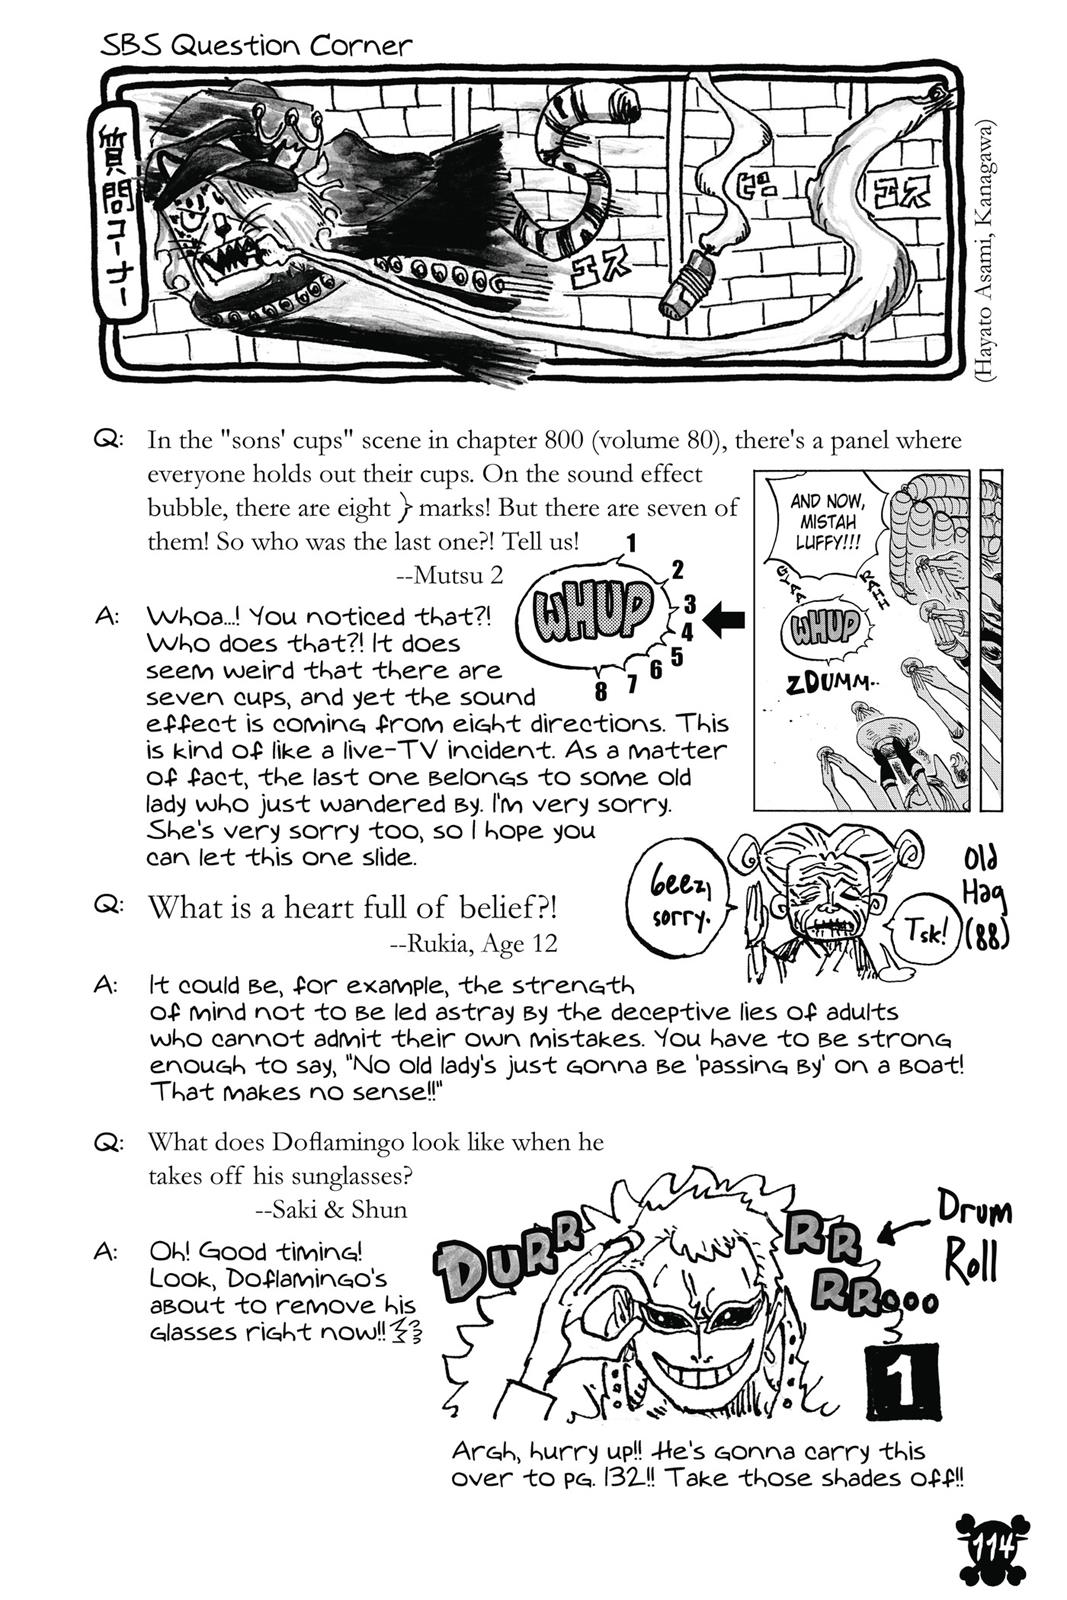 SBS Question Corner
質問コーナー
エス
ビー
エス
(Hayato Asami, Kanagawa)
Q: In the "sons' cups" scene in chapter 800 (volume 80), there's a panel where
everyone holds out their cups. On the sound effect
bubble, there are eight } marks! But there are seven of
them! So who was the last one?! Tell us!
--Mutsu 2
AND NOW,
MISTAH
LUFFY!!!
GYAA
RAHH
WHUP
ZDUMM..
WHUP
1
2
3
4
5
6
7
8
A: Whoa...! You noticed that?!
Who does that?! It does
seem weird that there are
seven cups, and yet the sound
effect is coming from eight directions. This
is kind of like a live-TV incident. As a matter
of fact, the last one belongs to some old
lady who just wandered by. I'm very sorry.
She's very sorry too, so I hope you
can let this one slide.
Geez,
sorry.
Tsk!
Old
Hag
(88)
Q: What is a heart full of belief?!
--Rukia, Age 12
A: It could be, for example, the strength
of mind not to be led astray by the deceptive lies of adults
who cannot admit their own mistakes. You have to be strong
enough to say, "No old lady's just gonna be 'passing by' on a boat!
That makes no sense!!"
Q: What does Doflamingo look like when he
takes off his sunglasses?
--Saki & Shun
A: Oh! Good timing!
Look, Doflamingo's
about to remove his
glasses right now!!
DURR
RR
RRooo
Drum
Roll
1
Argh, hurry up!! He's gonna carry this
over to pg. 132!! Take those shades off!!
114